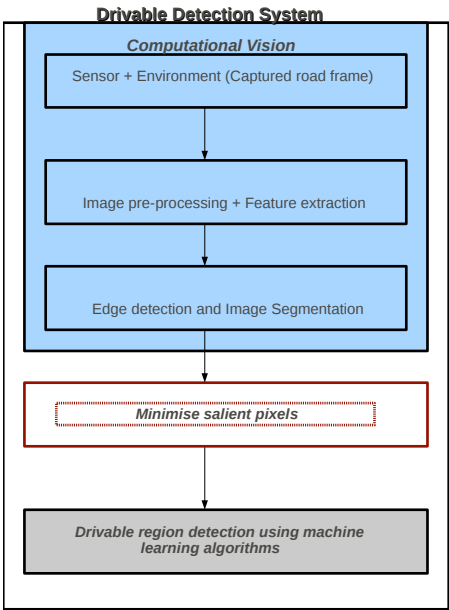 Drivable Detection System
Computational Vision
Sensor + Environment (Captured road frame)
Image pre-processing + Feature extraction
Edge detection and Image Segmentation
Minimise salient pixels
Drivable region detection using machine
learning algorithms